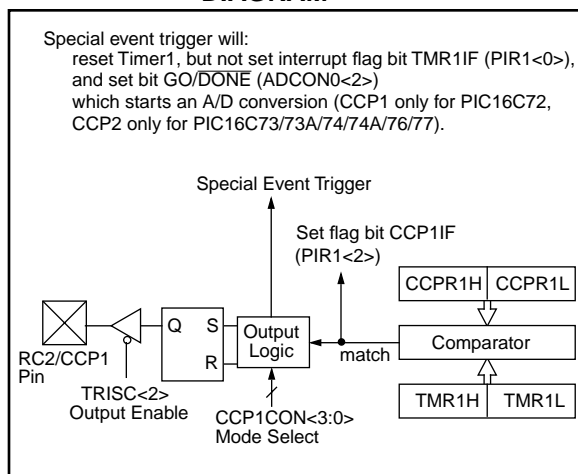 DIAGRAM
Special event trigger will:
reset Timer1, but not set interrupt flag bit TMR1IF (PIR1<0>),
and set bit GO/DONE (ADCON0<2>)
which starts an A/D conversion (CCP1 only for PIC16C72,
CCP2 only for PIC16C73/73A/74/74A/76/77).
Special Event Trigger
Set flag bit CCP1IF
(PIR1<2>)
CCPR1H CCPR1L
Q S Output
R Logic
match
Comparator
RC2/CCP1
Pin
TRISC<2>
Output Enable
CCP1CON<3:0>
Mode Select
TMR1H TMR1L